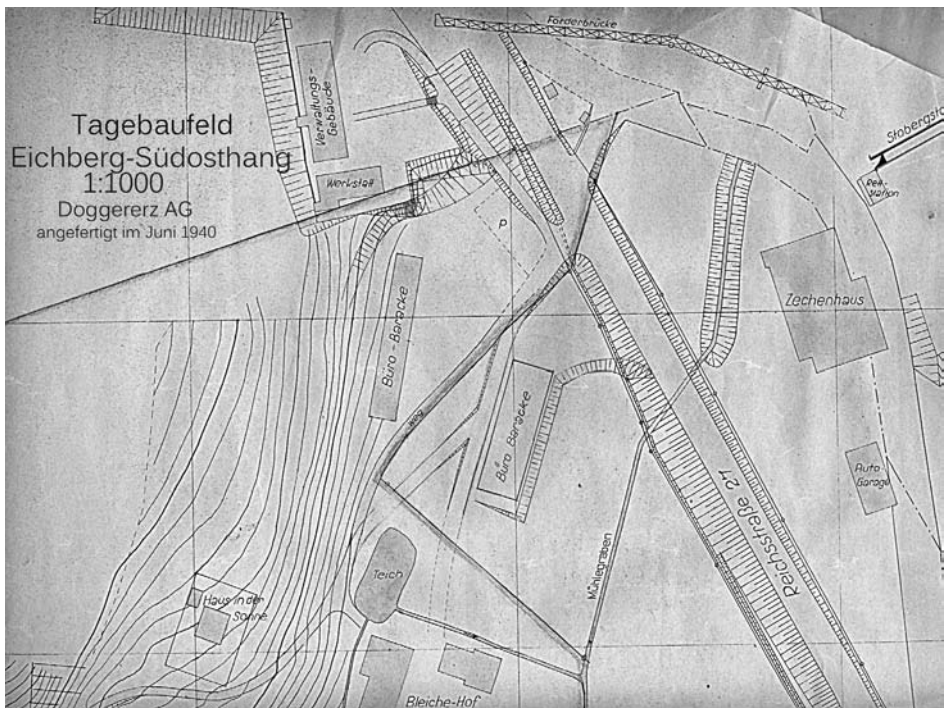 Förderbrücke
Verwaltungs-
Gebäude
Tagebaufeld
Eichberg-Südosthang
1:1000
Doggererz AG
angefertigt im Juni 1940
Werkstatt
P
Büro-Baracke
Weg
Büro Baracke
Zechenhaus
Auto
Garage
Reichsstraße 27
Mühlegraben
Teich
Haus in der
Sonne
Bleiche-Hof